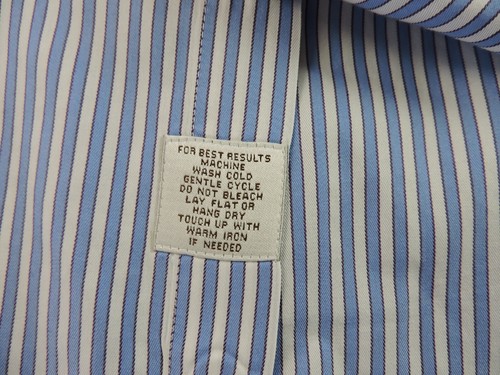 FOR BEST RESULTS
MACHINE
WASH COLD
GENTLE CYCLE
DO NOT BLEACH
LAY FLAT OR
HANG DRY
TOUCH UP WITH
WARM IRON
IF NEEDED